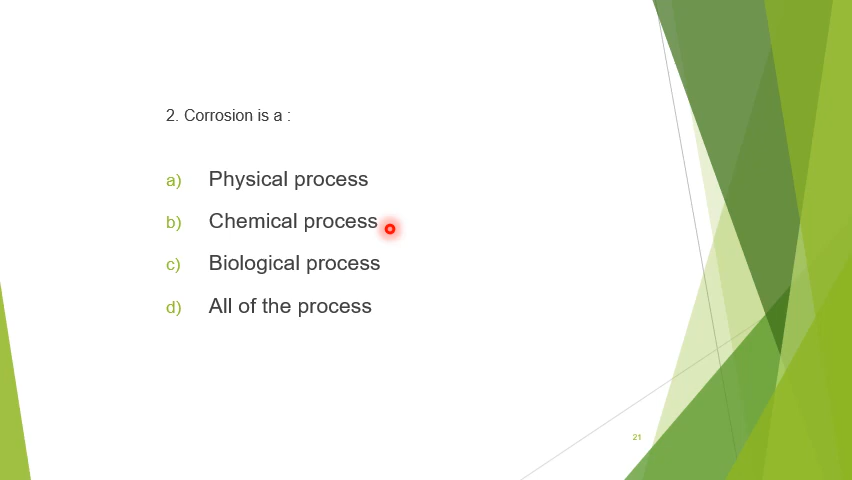 2. Corrosion is a :
a) Physical process
b) Chemical process
c) Biological process
d) All of the process
21